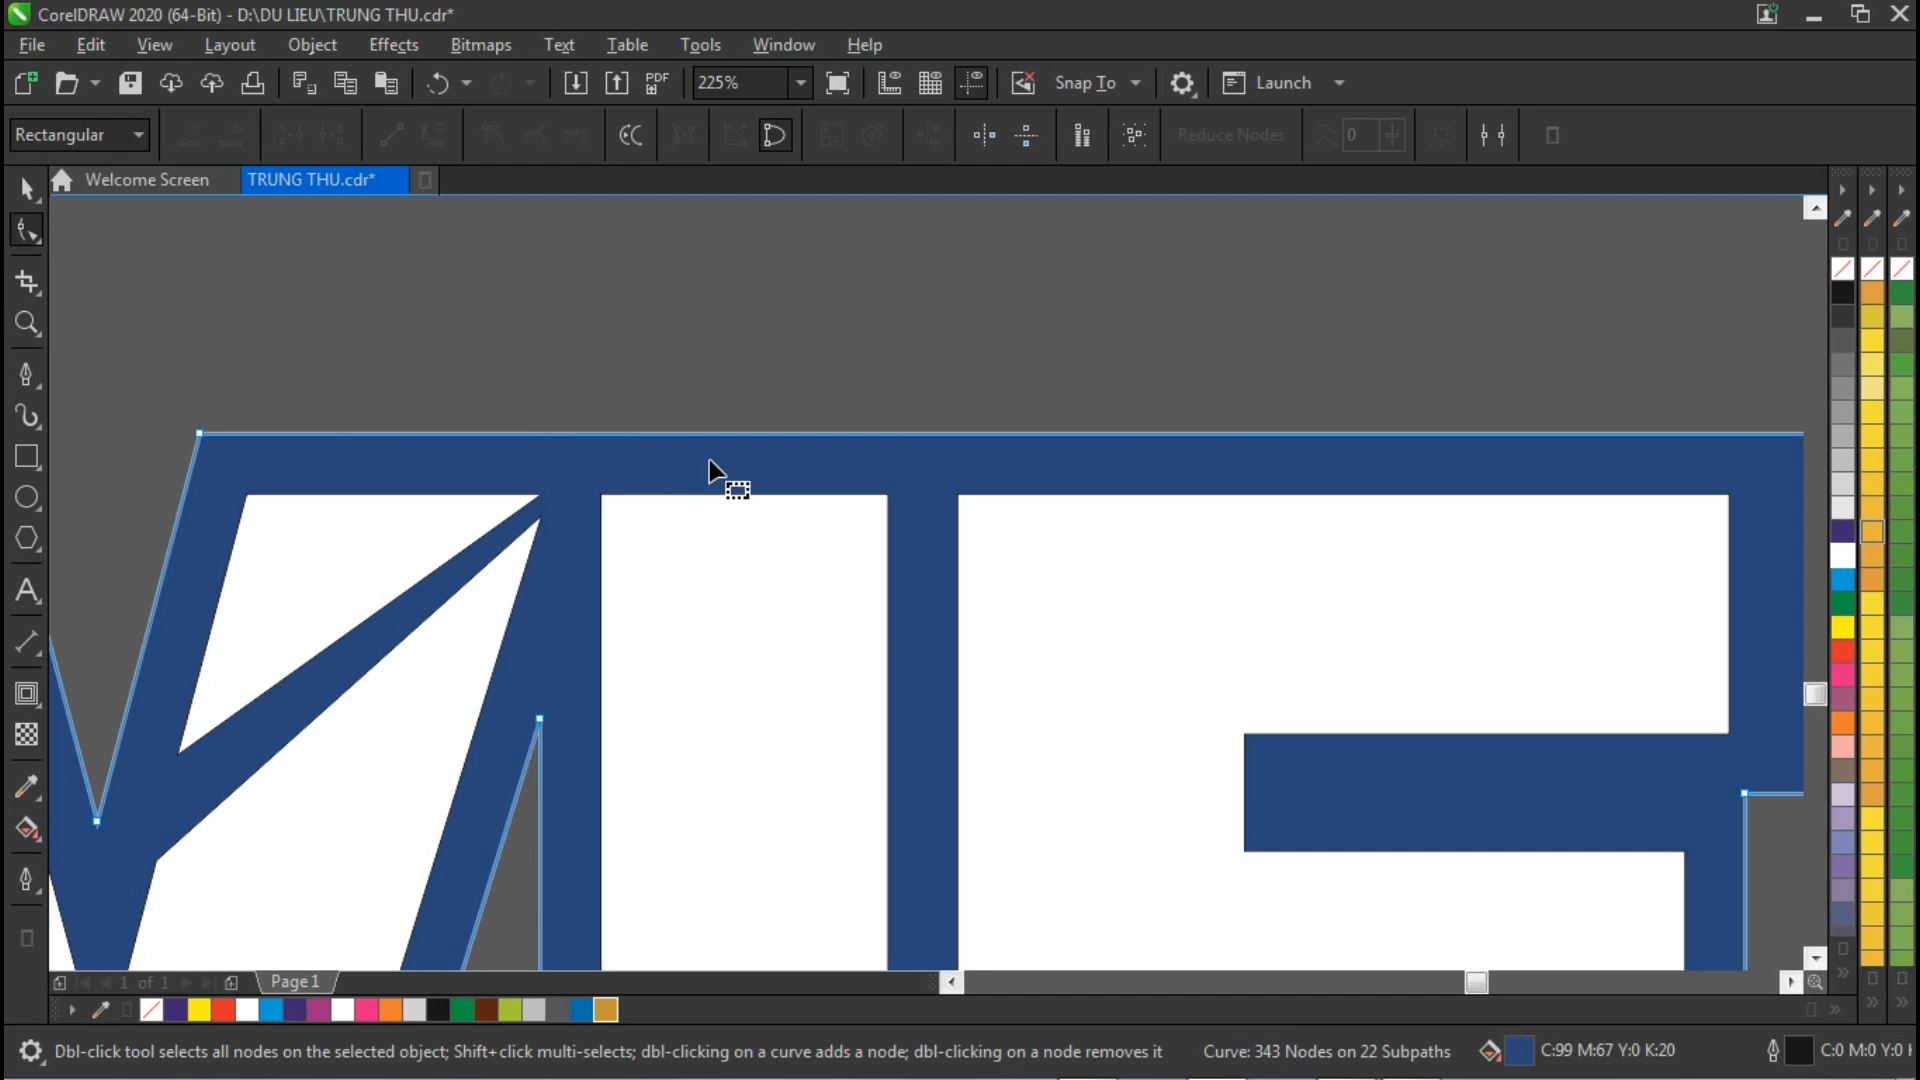 CorelDRAW 2020 (64-Bit) - D:\DU LIEU\TRUNG THU.cdr*
File Edit View Layout Object Effects Bitmaps Text Table Tools Window Help
PDF 225% Snap To Launch
Rectangular Reduce Nodes 0
Welcome Screen TRUNG THU.cdr*
1 of 1 Page1
Dbl-click tool selects all nodes on the selected object; Shift+click multi-selects; dbl-clicking on a curve adds a node; dbl-clicking on a node removes it Curve: 343 Nodes on 22 Subpaths C:99 M:67 Y:0 K:20 C:0 M:0 Y:0